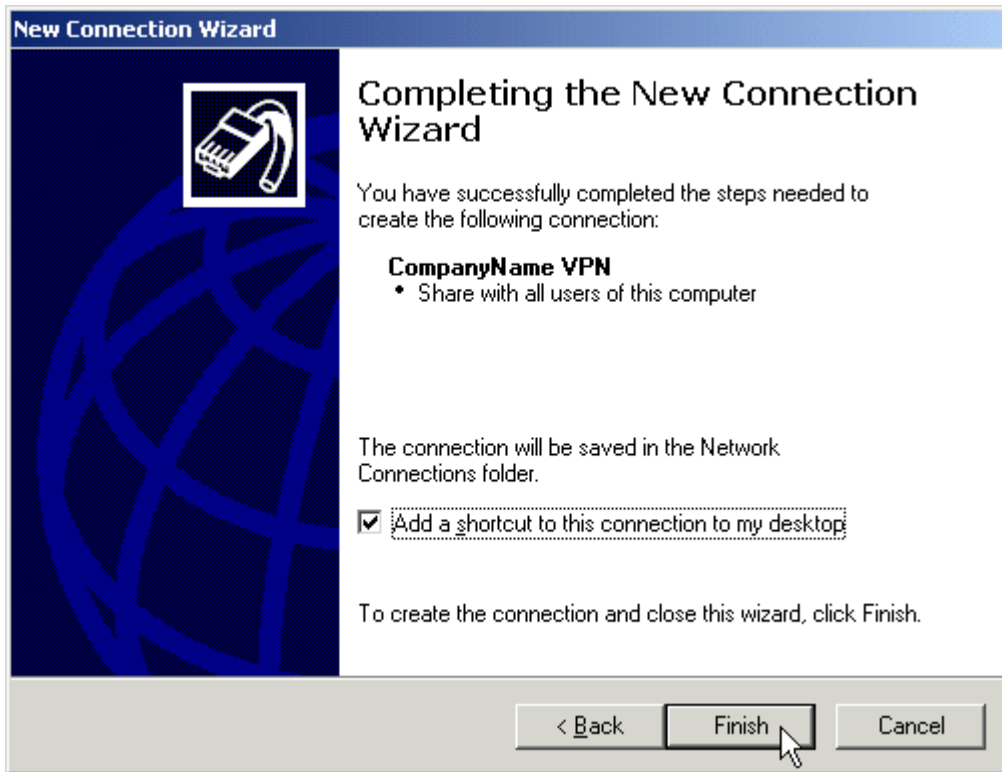 New Connection Wizard
Completing the New Connection
Wizard
You have successfully completed the steps needed to
create the following connection:
CompanyName VPN
• Share with all users of this computer
The connection will be saved in the Network
Connections folder.
Add a shortcut to this connection to my desktop
To create the connection and close this wizard, click Finish.
< Back Finish Cancel